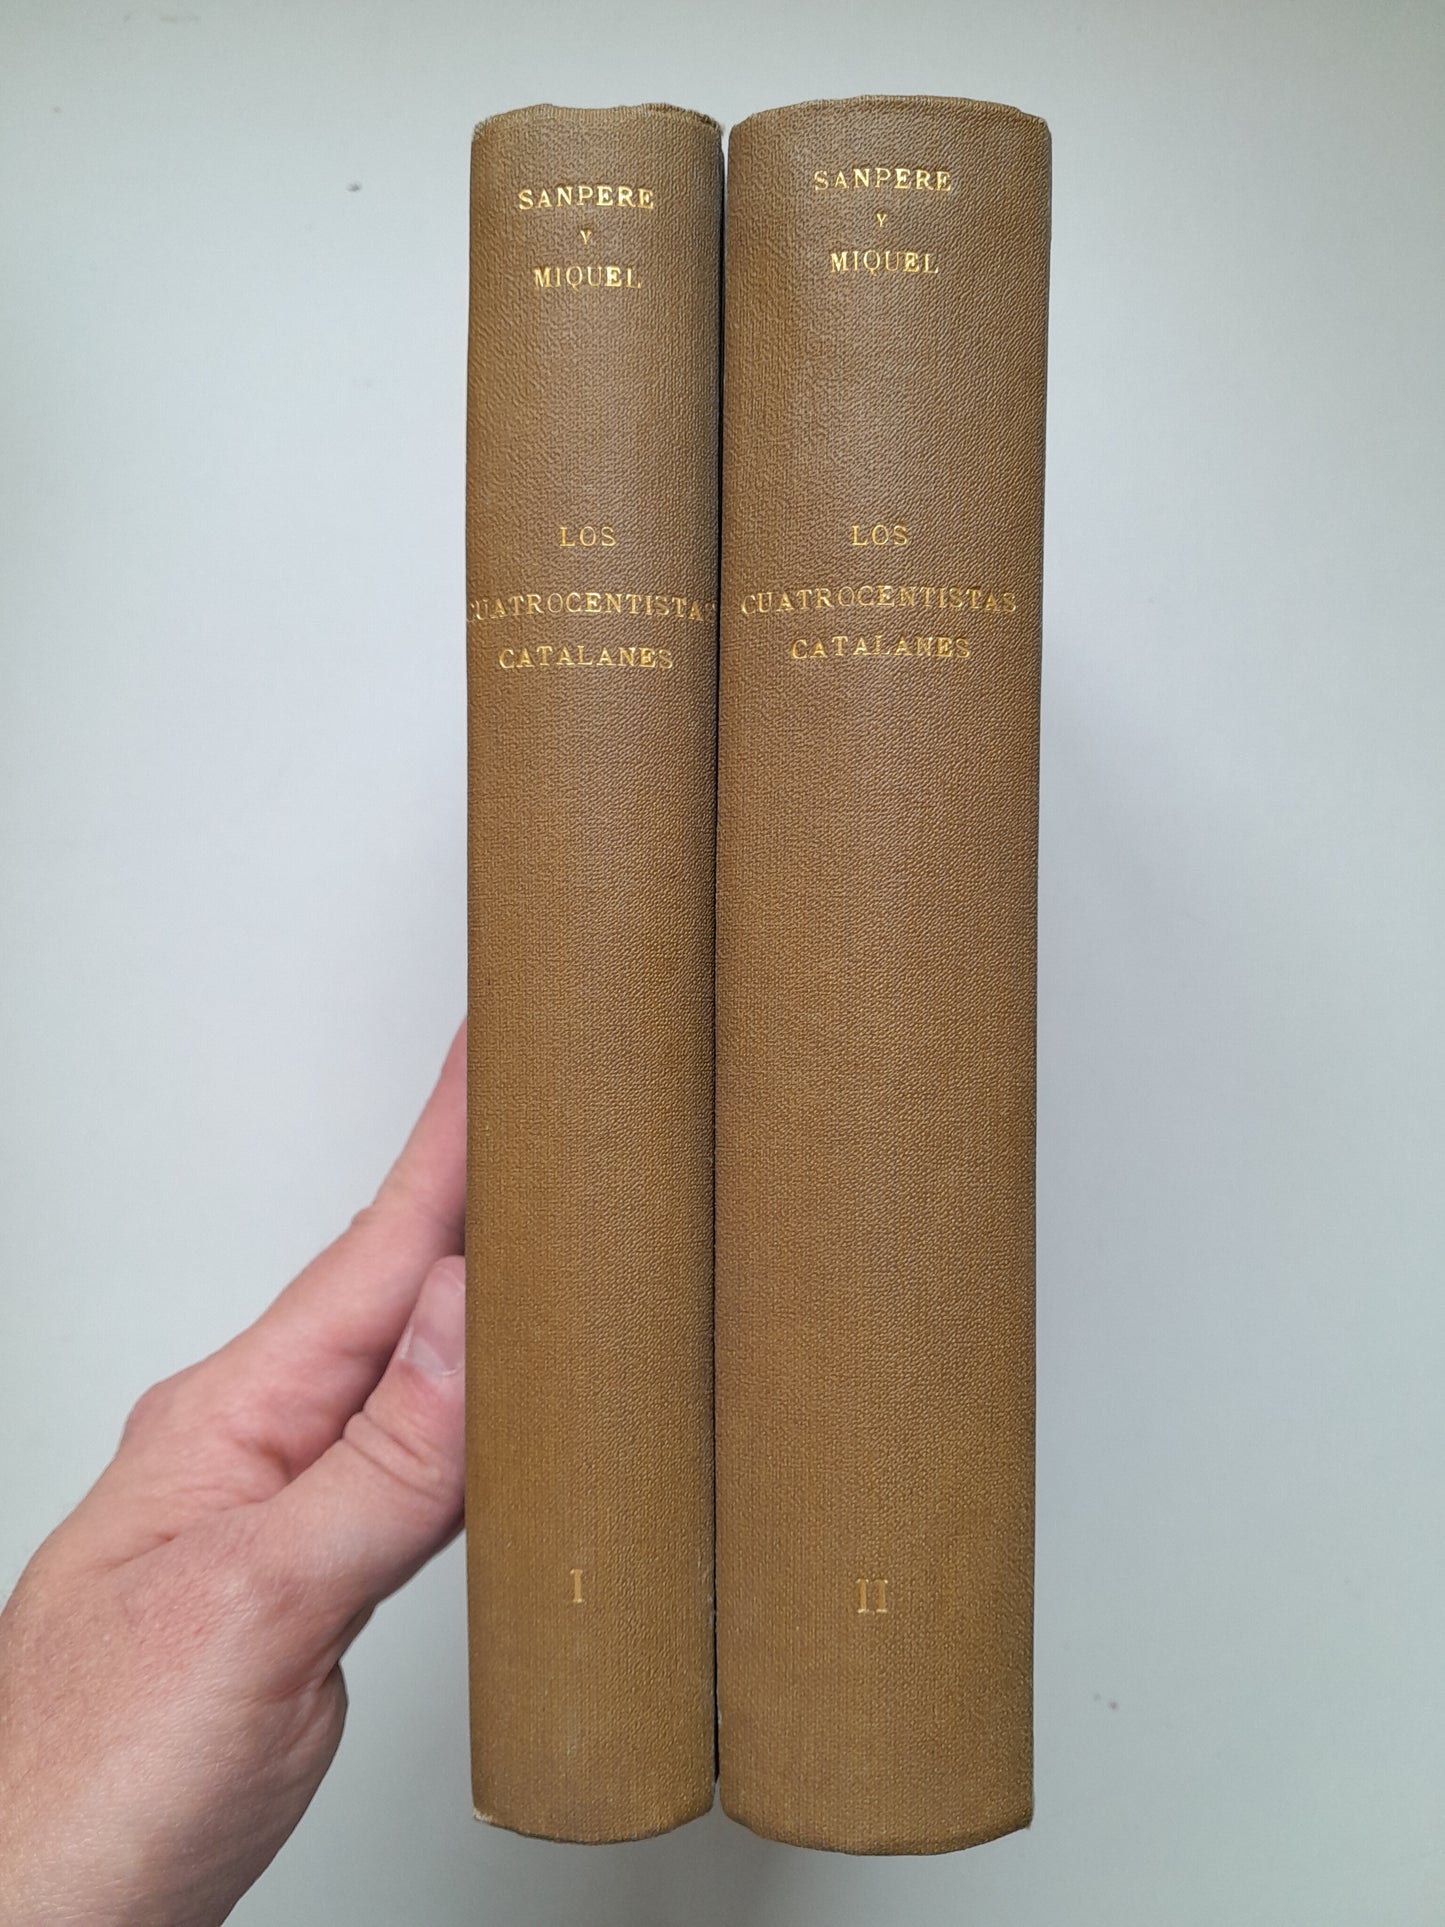 SANPERE
Y
MIQUEL
LOS
CUATROCENTISTAS
CATALANES
I
SANPERE
Y
MIQUEL
LOS
CUATROCENTISTAS
CATALANES
II